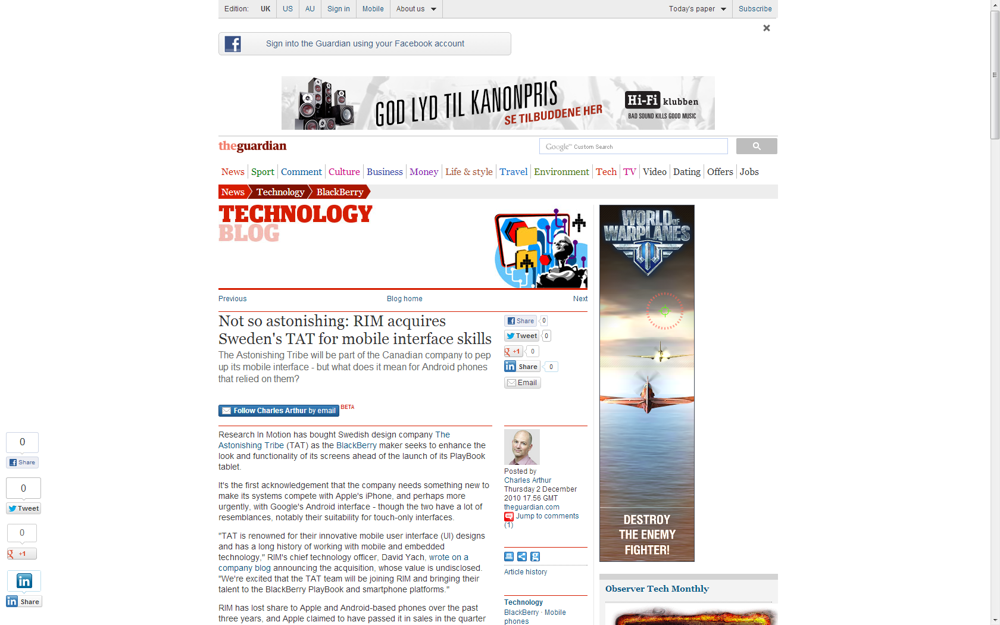 Edition: UK US AU Sign in Mobile About us Today's paper Subscribe
Sign into the Guardian using your Facebook account
GOD LYD TIL KANONPRIS
SE TILBUDDENE HER
Hi-Fi klubben
BAD SOUND KILLS GOOD MUSIC
theguardian
Google™ Custom Search
News Sport Comment Culture Business Money Life & style Travel Environment Tech TV Video Dating Offers Jobs
News Technology BlackBerry
TECHNOLOGY
BLOG
Previous Blog home Next
Not so astonishing: RIM acquires
Sweden's TAT for mobile interface skills
The Astonishing Tribe will be part of the Canadian company to pep
up its mobile interface - but what does it mean for Android phones
that relied on them?
Follow Charles Arthur by email BETA
Share 0
Tweet 0
+1 0
in Share 0
Email
Research In Motion has bought Swedish design company The
Astonishing Tribe (TAT) as the BlackBerry maker seeks to enhance the
look and functionality of its screens ahead of the launch of its PlayBook
tablet.
It's the first acknowledgement that the company needs something new to
make its systems compete with Apple's iPhone, and perhaps more
urgently, with Google's Android interface - though the two have a lot of
resemblances, notably their suitability for touch-only interfaces.
"TAT is renowned for their innovative mobile user interface (UI) designs
and has a long history of working with mobile and embedded
technology," RIM's chief technology officer, David Yach, wrote on a
company blog announcing the acquisition, whose value is undisclosed.
"We're excited that the TAT team will be joining RIM and bringing their
talent to the BlackBerry PlayBook and smartphone platforms."
RIM has lost share to Apple and Android-based phones over the past
three years, and Apple claimed to have passed it in sales in the quarter
Posted by
Charles Arthur
Thursday 2 December
2010 17.56 GMT
theguardian.com
Jump to comments
(1)
Article history
Technology
BlackBerry · Mobile
phones
WORLD OF
WARPLANES
DESTROY
THE ENEMY
FIGHTER!
Observer Tech Monthly
0
Share
0
Tweet
0
+1
in
in Share